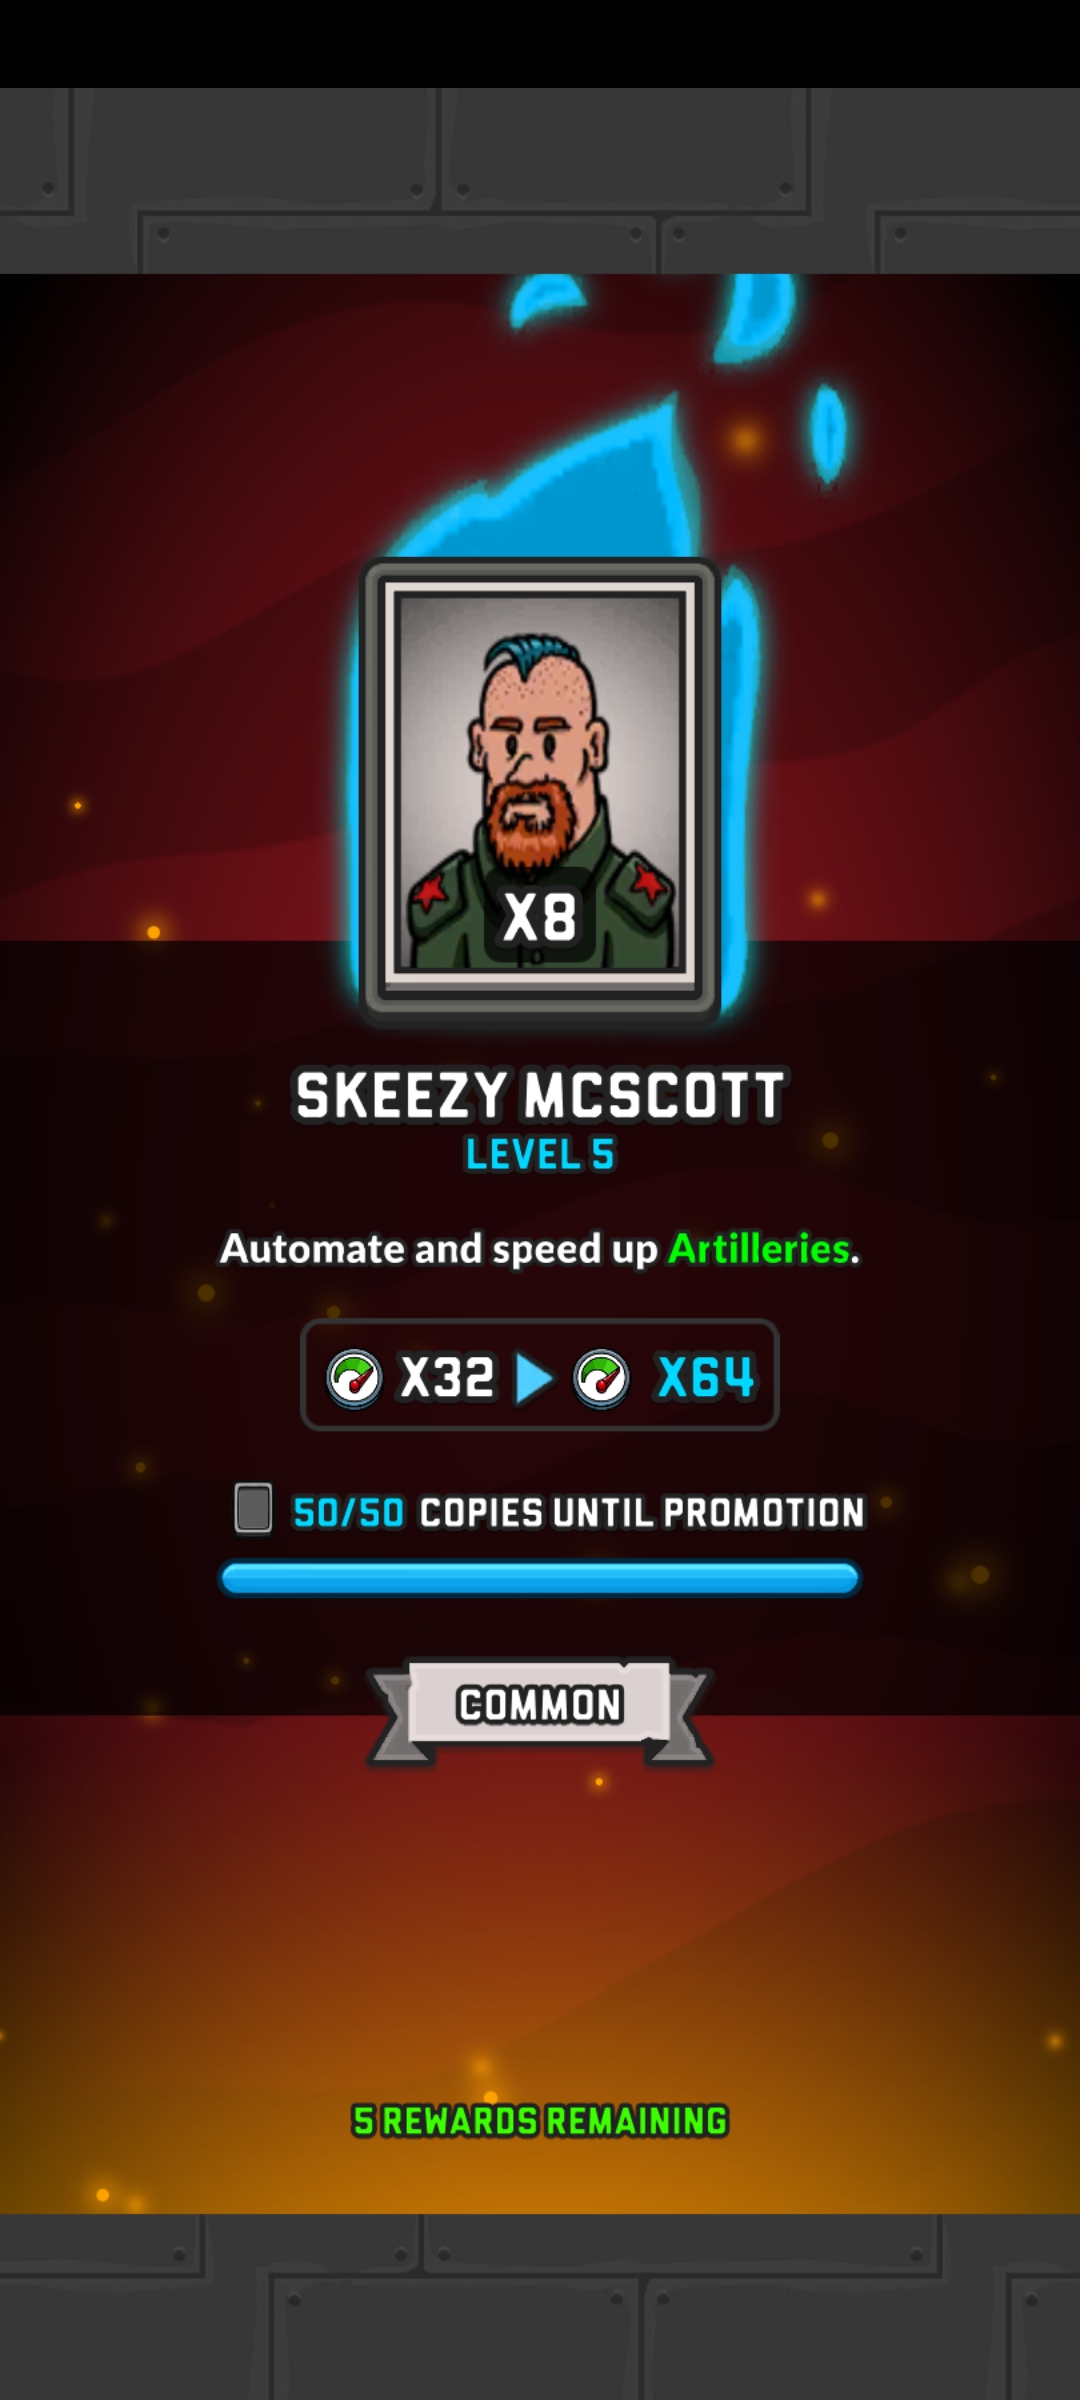 X8
SKEEZY MCSCOTT
LEVEL 5
Automate and speed up Artilleries.
X32 X64
50/50 COPIES UNTIL PROMOTION
COMMON
5 REWARDS REMAINING